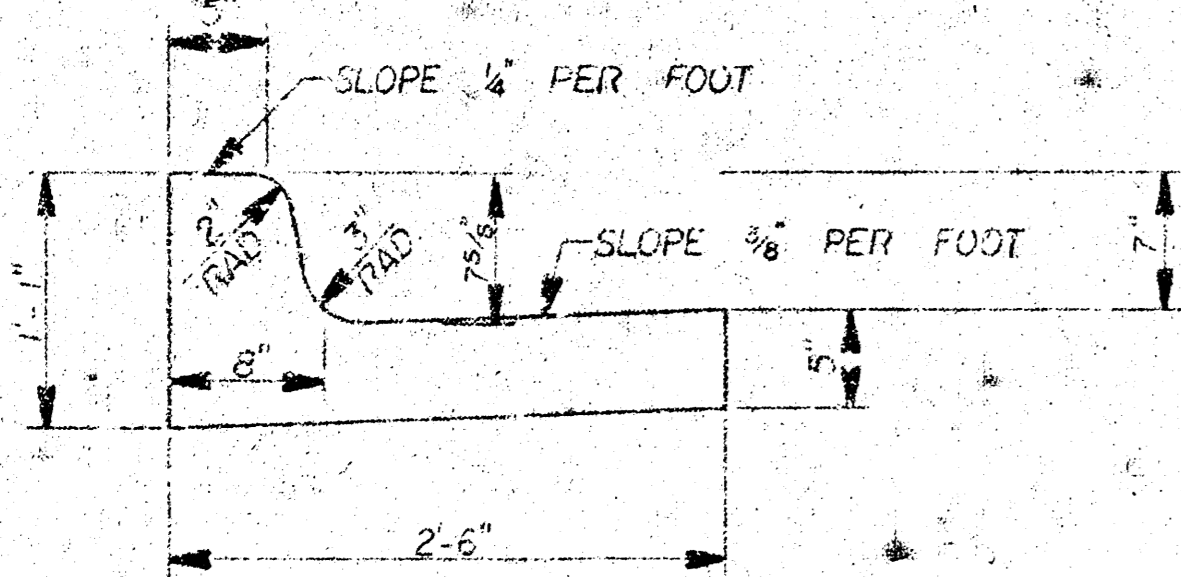 5"
SLOPE ¼" PER FOOT
2" RAD
3" RAD
7⅝"
SLOPE ⅜" PER FOOT
7"
1'-1"
8"
5"
2'-6"